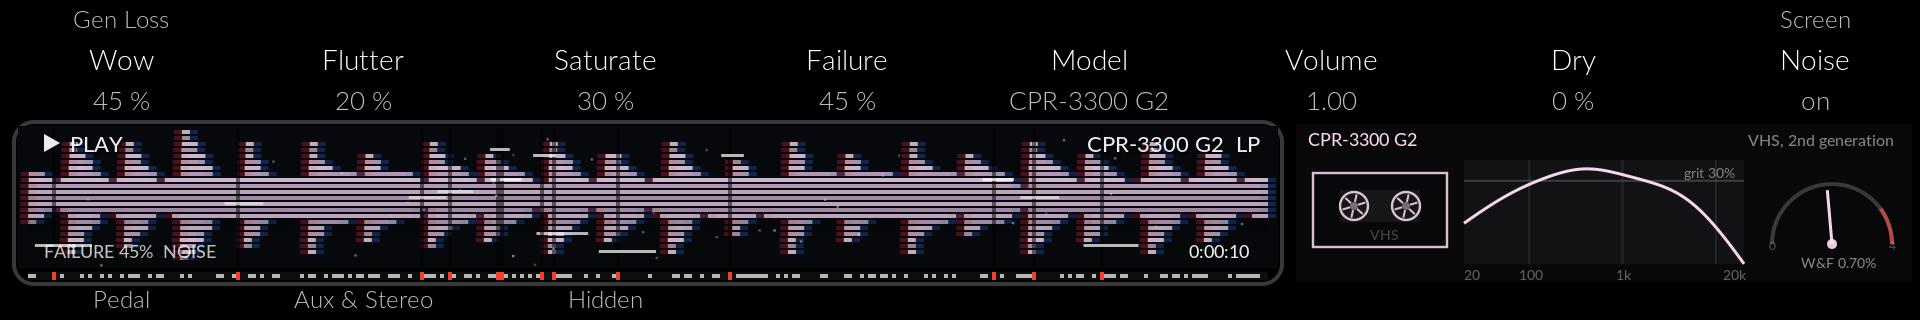 Gen Loss
Screen
Wow Flutter Saturate Failure Model Volume Dry Noise
45 % 20 % 30 % 45 % CPR-3300 G2 1.00 0 % on
PLAY CPR-3300 G2 LP
CPR-3300 G2 VHS, 2nd generation
grit 30%
VHS
FAILURE 45% NOISE 0:00:10
0 4
W&F 0.70%
20 100 1k 20k
Pedal Aux & Stereo Hidden